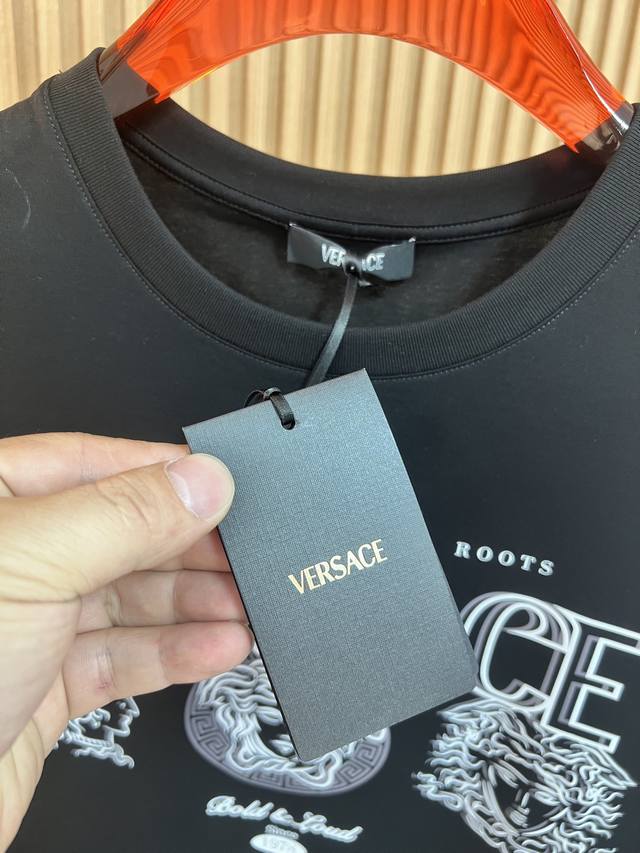 VERSACE
VERSACE
ROOTS
CE
Bold & Loud